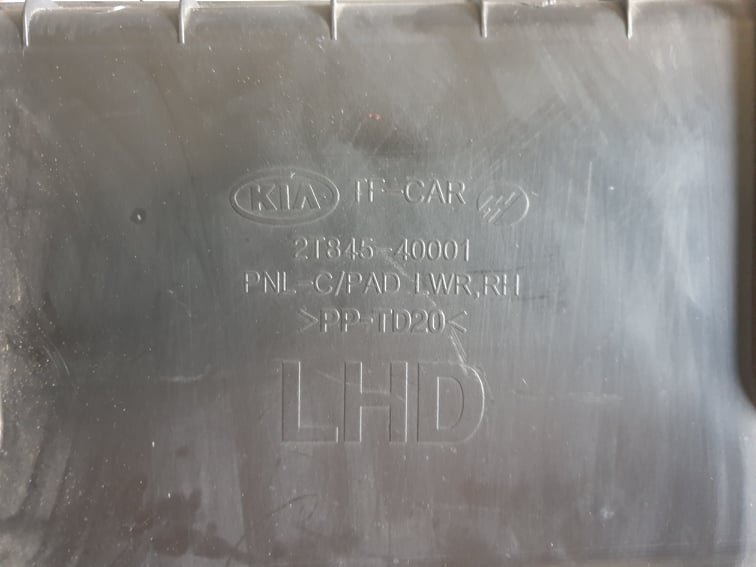 KIA TF-CAR
2T845-40001
PNL-C/PAD LWR,RH
>PP-TD20<
LHD